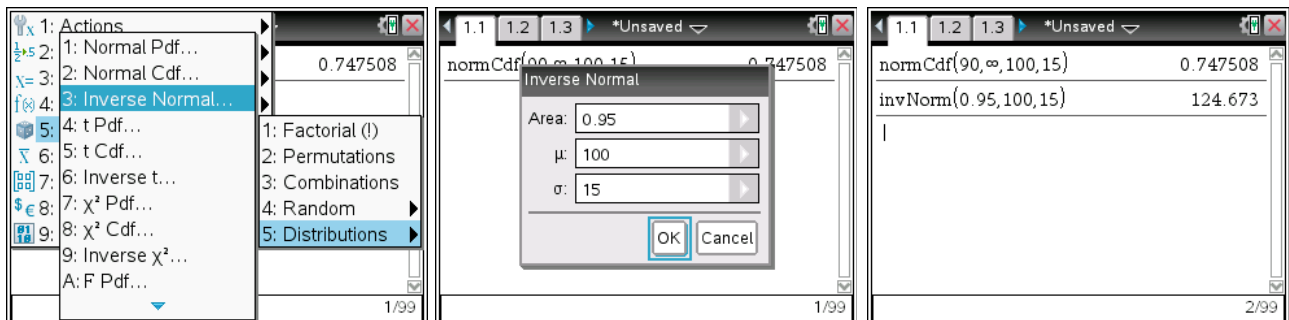 1: Actions
2:
3:
4:
5:
6:
7:
8:
9:
1: Normal Pdf...
2: Normal Cdf...
3: Inverse Normal...
4: t Pdf...
5: t Cdf...
6: Inverse t...
7: χ² Pdf...
8: χ² Cdf...
9: Inverse χ²...
A: F Pdf...
1: Factorial (!)
2: Permutations
3: Combinations
4: Random
5: Distributions
0.747508
1/99
1.1 1.2 1.3 *Unsaved
normCdf(90,∞,100,15) 0.747508
Inverse Normal
Area: 0.95
μ: 100
σ: 15
OK Cancel
1/99
1.1 1.2 1.3 *Unsaved
normCdf(90,∞,100,15) 0.747508
invNorm(0.95,100,15) 124.673
2/99